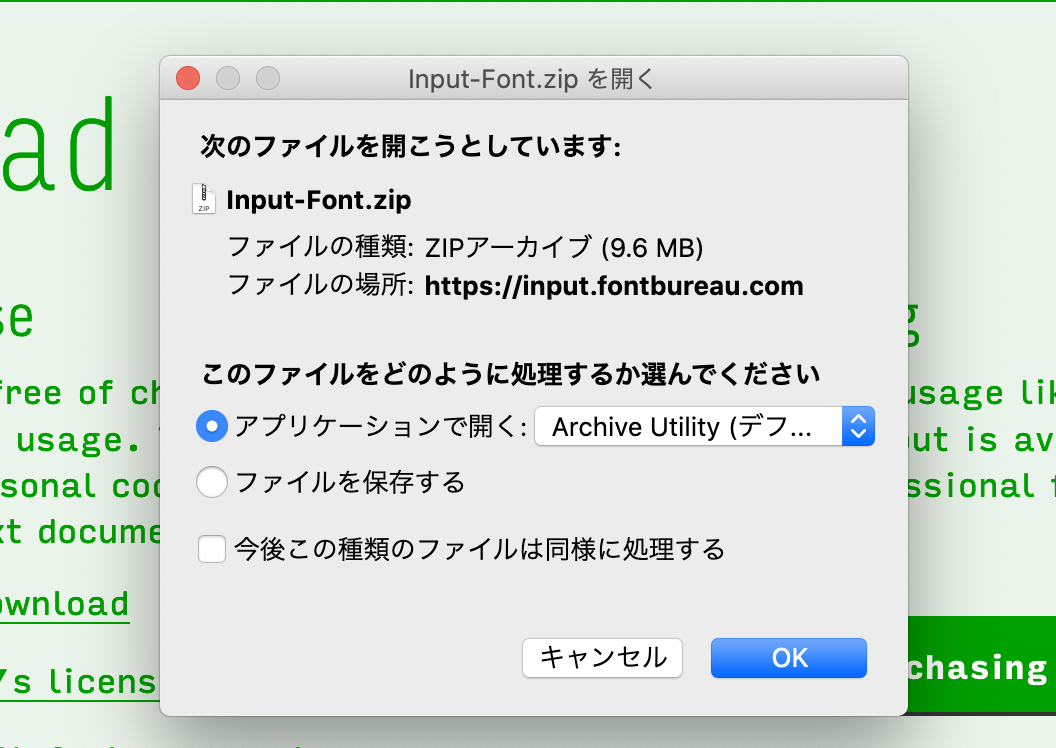 Input-Font.zip を開く
ad
次のファイルを開こうとしています:
ZIP
Input-Font.zip
ファイルの種類: ZIPアーカイブ (9.6 MB)
ファイルの場所: https://input.fontbureau.com
se
g
このファイルをどのように処理するか選んでください
free of ch
usage lik
アプリケーションで開く: Archive Utility (デフ...
usage.
out is av
sonal cod
ssional f
ファイルを保存する
xt docume
今後この種類のファイルは同様に処理する
ownload
キャンセル
OK
chasing
's licens